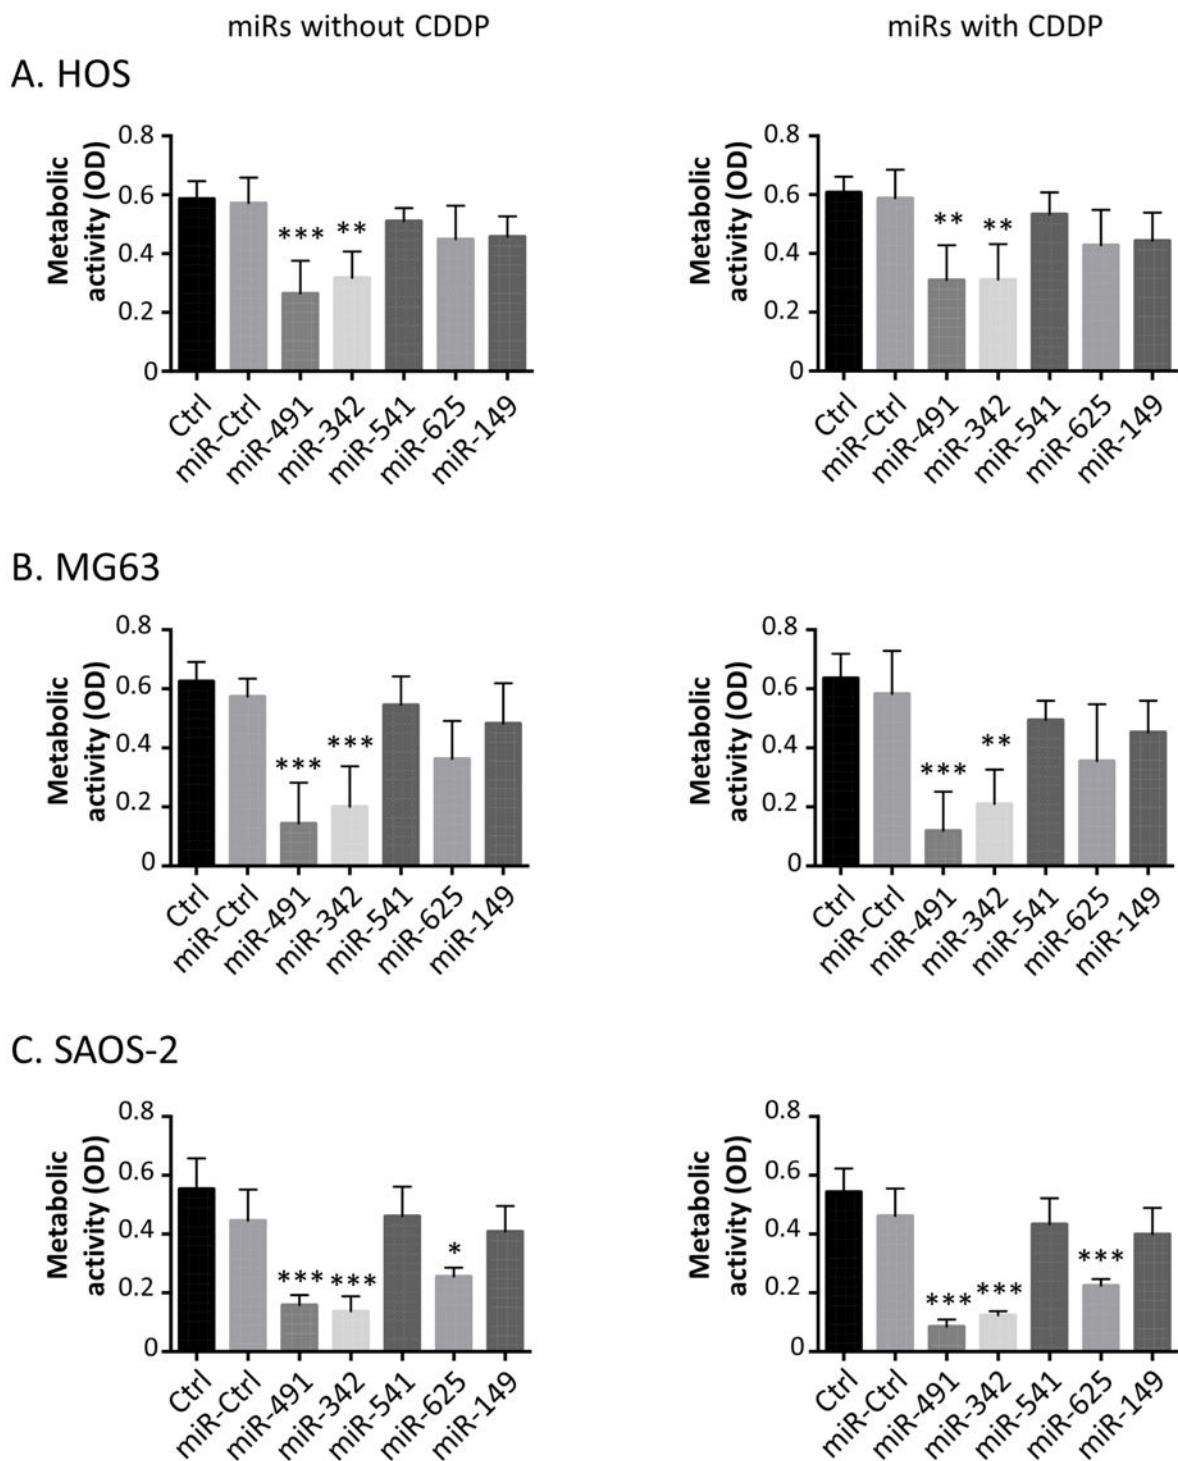 miRs without CDDP
miRs with CDDP
A. HOS
Metabolic
activity (OD)
0.8
0.6
0.4
0.2
0
***
**
Ctrl
miR-Ctrl
miR-491
miR-342
miR-541
miR-625
miR-149
Metabolic
activity (OD)
0.8
0.6
0.4
0.2
0
**
**
Ctrl
miR-Ctrl
miR-491
miR-342
miR-541
miR-625
miR-149
B. MG63
Metabolic
activity (OD)
0.8
0.6
0.4
0.2
0
***
***
Ctrl
miR-Ctrl
miR-491
miR-342
miR-541
miR-625
miR-149
Metabolic
activity (OD)
0.8
0.6
0.4
0.2
0
***
**
Ctrl
miR-Ctrl
miR-491
miR-342
miR-541
miR-625
miR-149
C. SAOS-2
Metabolic
activity (OD)
0.8
0.6
0.4
0.2
0
***
***
*
Ctrl
miR-Ctrl
miR-491
miR-342
miR-541
miR-625
miR-149
Metabolic
activity (OD)
0.8
0.6
0.4
0.2
0
***
***
***
Ctrl
miR-Ctrl
miR-491
miR-342
miR-541
miR-625
miR-149